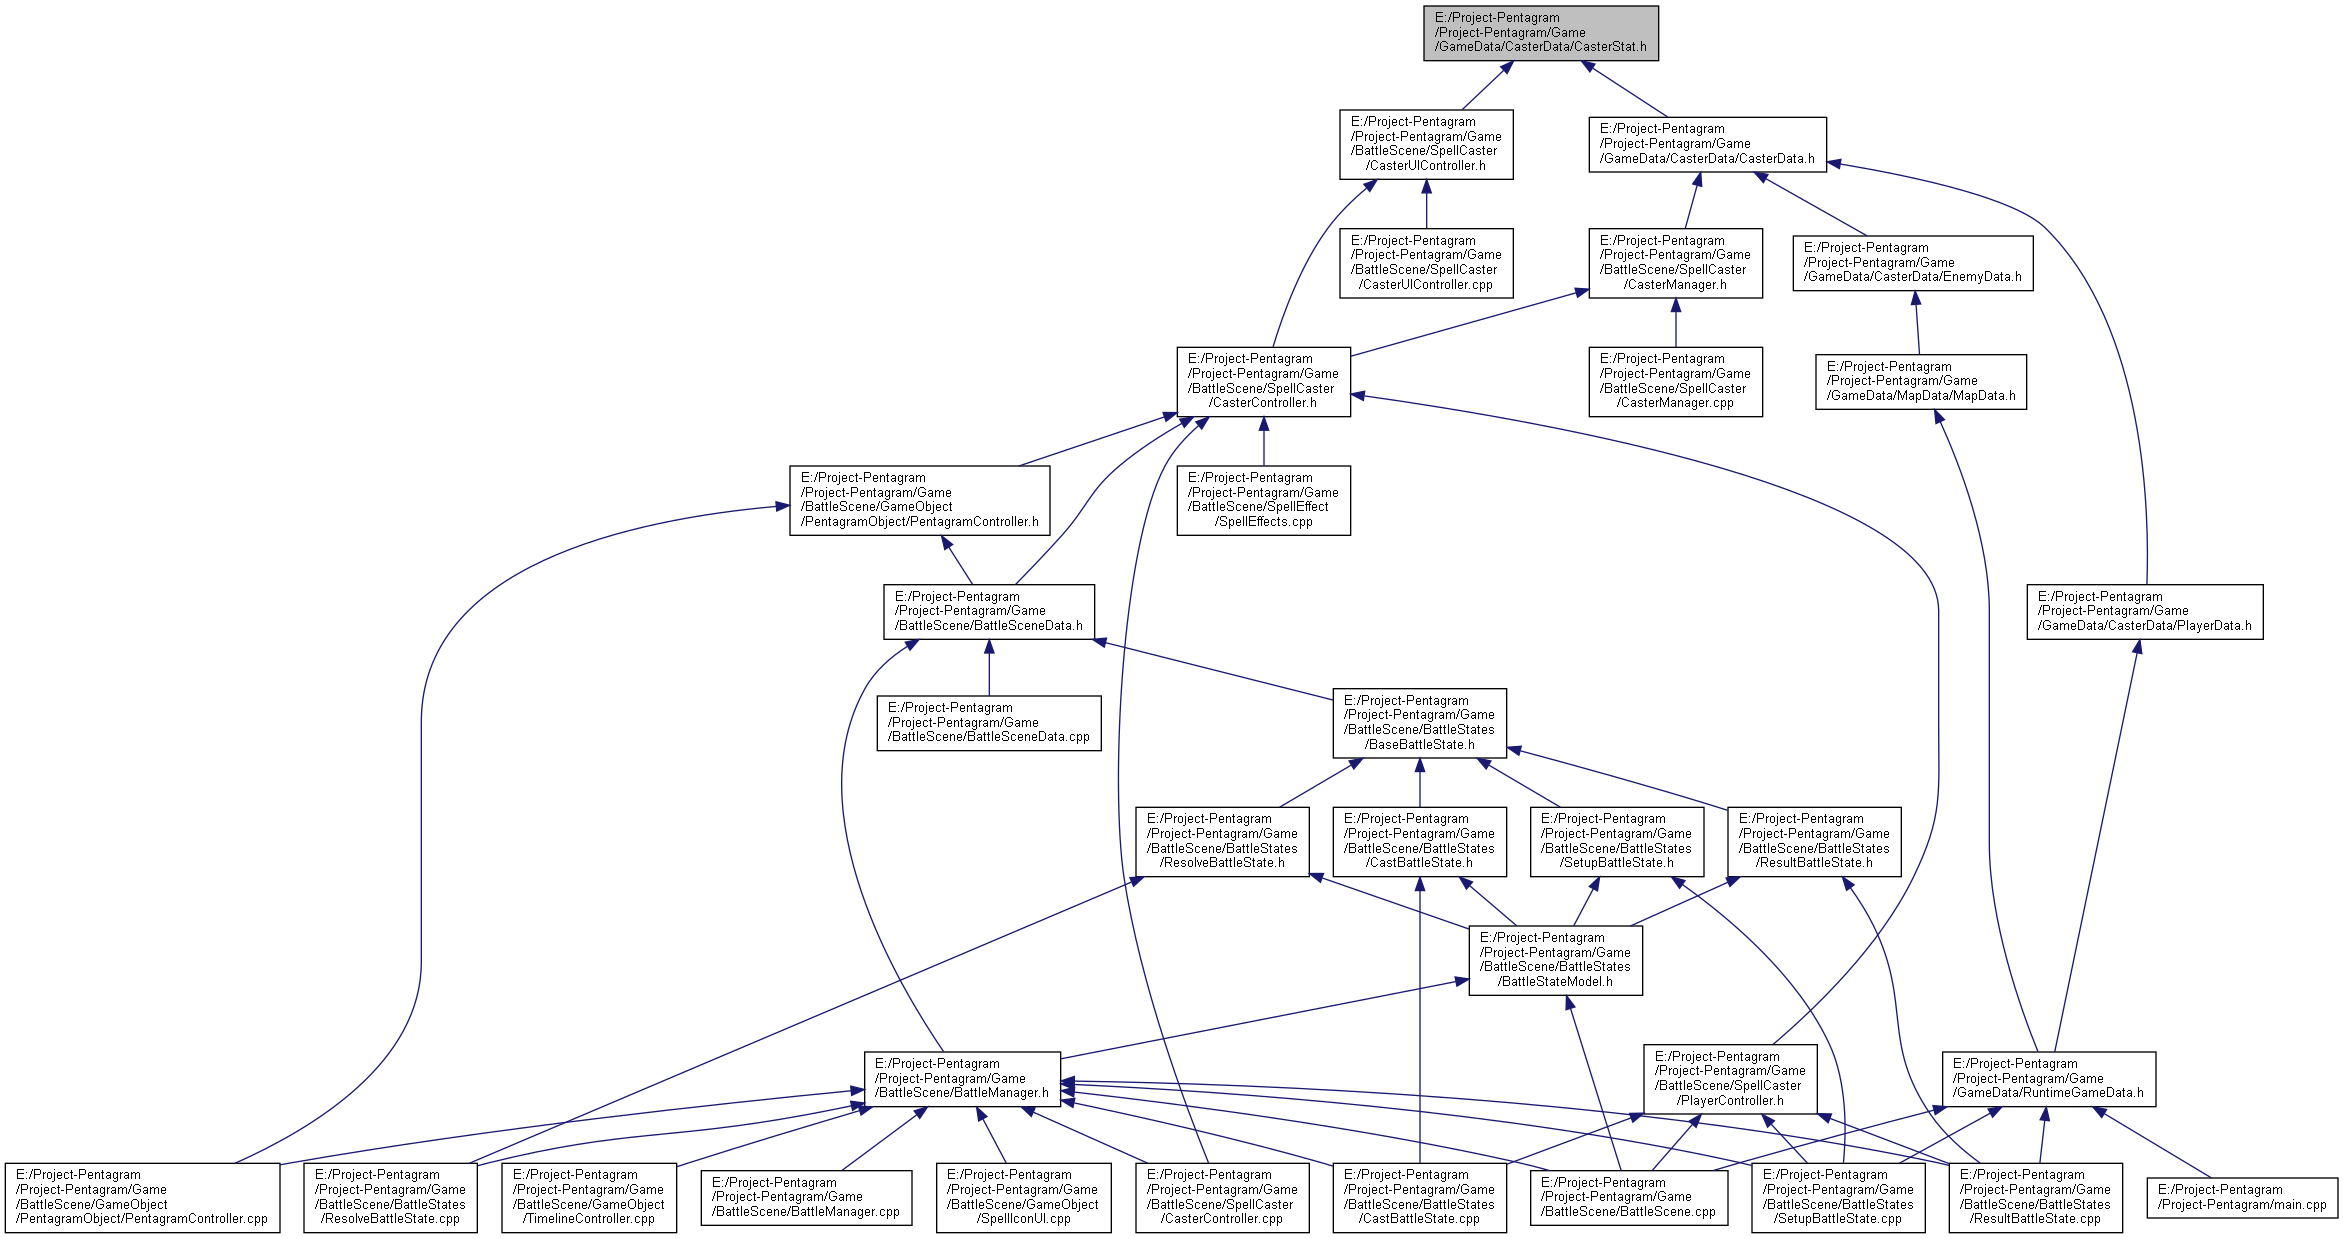 E:/Project-Pentagram
/Project-Pentagram/Game
/GameData/CasterData/CasterStat.h
E:/Project-Pentagram
/Project-Pentagram/Game
/BattleScene/SpellCaster
/CasterUIController.h
E:/Project-Pentagram
/Project-Pentagram/Game
/GameData/CasterData/CasterData.h
E:/Project-Pentagram
/Project-Pentagram/Game
/BattleScene/SpellCaster
/CasterUIController.cpp
E:/Project-Pentagram
/Project-Pentagram/Game
/BattleScene/SpellCaster
/CasterManager.h
E:/Project-Pentagram
/Project-Pentagram/Game
/GameData/CasterData/EnemyData.h
E:/Project-Pentagram
/Project-Pentagram/Game
/BattleScene/SpellCaster
/CasterController.h
E:/Project-Pentagram
/Project-Pentagram/Game
/BattleScene/SpellCaster
/CasterManager.cpp
E:/Project-Pentagram
/Project-Pentagram/Game
/GameData/MapData/MapData.h
E:/Project-Pentagram
/Project-Pentagram/Game
/BattleScene/GameObject
/PentagramObject/PentagramController.h
E:/Project-Pentagram
/Project-Pentagram/Game
/BattleScene/SpellEffect
/SpellEffects.cpp
E:/Project-Pentagram
/Project-Pentagram/Game
/BattleScene/BattleSceneData.h
E:/Project-Pentagram
/Project-Pentagram/Game
/GameData/CasterData/PlayerData.h
E:/Project-Pentagram
/Project-Pentagram/Game
/BattleScene/BattleSceneData.cpp
E:/Project-Pentagram
/Project-Pentagram/Game
/BattleScene/BattleStates
/BaseBattleState.h
E:/Project-Pentagram
/Project-Pentagram/Game
/BattleScene/BattleStates
/ResolveBattleState.h
E:/Project-Pentagram
/Project-Pentagram/Game
/BattleScene/BattleStates
/CastBattleState.h
E:/Project-Pentagram
/Project-Pentagram/Game
/BattleScene/BattleStates
/SetupBattleState.h
E:/Project-Pentagram
/Project-Pentagram/Game
/BattleScene/BattleStates
/ResultBattleState.h
E:/Project-Pentagram
/Project-Pentagram/Game
/BattleScene/BattleStates
/BattleStateModel.h
E:/Project-Pentagram
/Project-Pentagram/Game
/BattleScene/BattleManager.h
E:/Project-Pentagram
/Project-Pentagram/Game
/BattleScene/SpellCaster
/PlayerController.h
E:/Project-Pentagram
/Project-Pentagram/Game
/GameData/RuntimeGameData.h
E:/Project-Pentagram
/Project-Pentagram/Game
/BattleScene/GameObject
/PentagramObject/PentagramController.cpp
E:/Project-Pentagram
/Project-Pentagram/Game
/BattleScene/BattleStates
/ResolveBattleState.cpp
E:/Project-Pentagram
/Project-Pentagram/Game
/BattleScene/GameObject
/TimelineController.cpp
E:/Project-Pentagram
/Project-Pentagram/Game
/BattleScene/BattleManager.cpp
E:/Project-Pentagram
/Project-Pentagram/Game
/BattleScene/GameObject
/SpellIconUI.cpp
E:/Project-Pentagram
/Project-Pentagram/Game
/BattleScene/SpellCaster
/CasterController.cpp
E:/Project-Pentagram
/Project-Pentagram/Game
/BattleScene/BattleStates
/CastBattleState.cpp
E:/Project-Pentagram
/Project-Pentagram/Game
/BattleScene/BattleScene.cpp
E:/Project-Pentagram
/Project-Pentagram/Game
/BattleScene/BattleStates
/SetupBattleState.cpp
E:/Project-Pentagram
/Project-Pentagram/Game
/BattleScene/BattleStates
/ResultBattleState.cpp
E:/Project-Pentagram
/Project-Pentagram/main.cpp